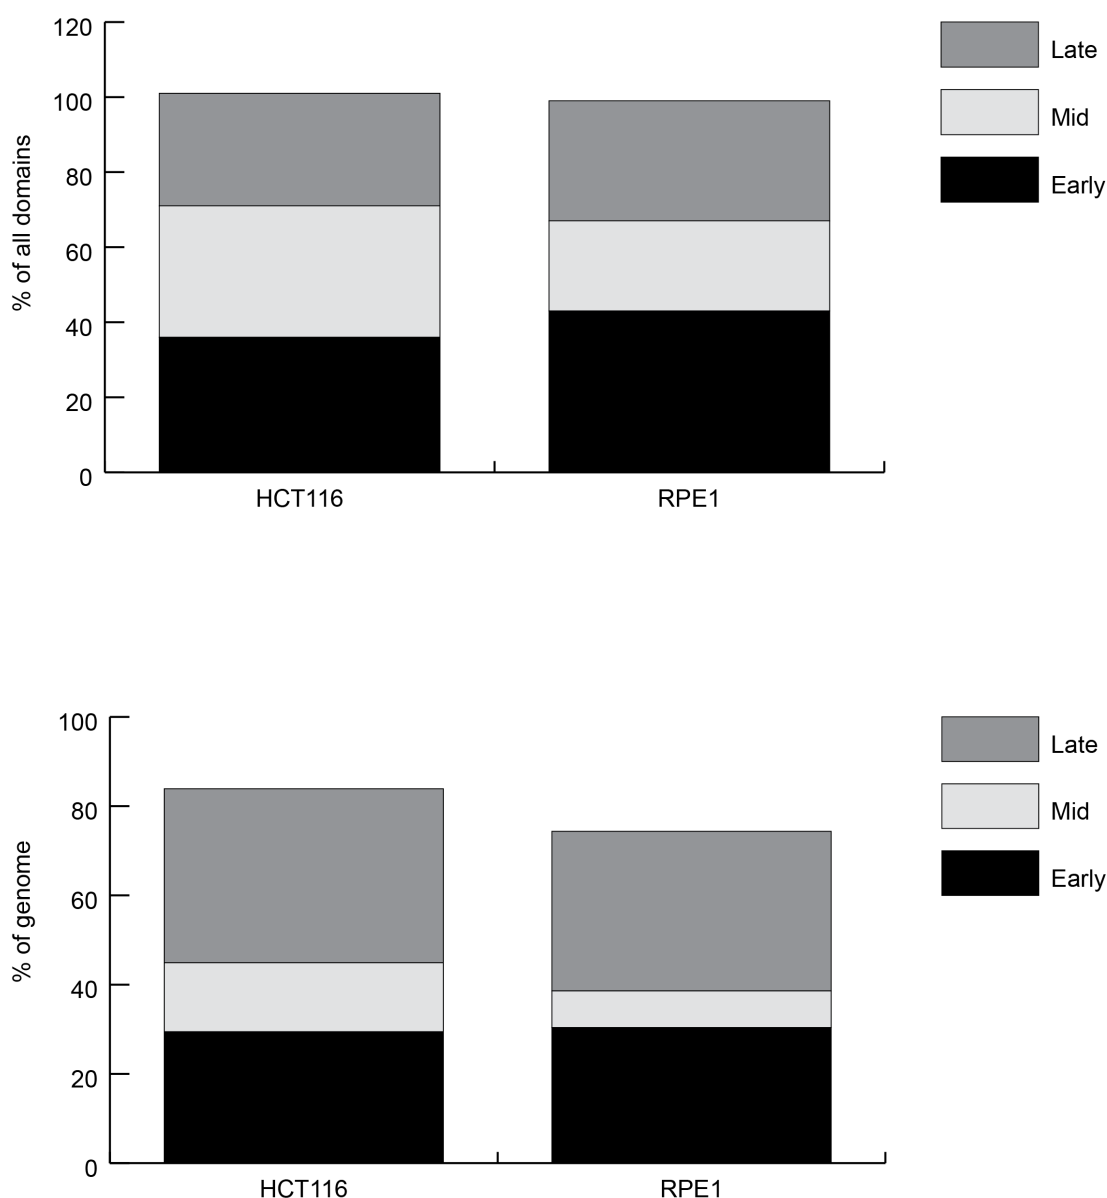 120
100
80
60
40
20
0
% of all domains
HCT116
RPE1
Late
Mid
Early
100
80
60
40
20
0
% of genome
HCT116
RPE1
Late
Mid
Early